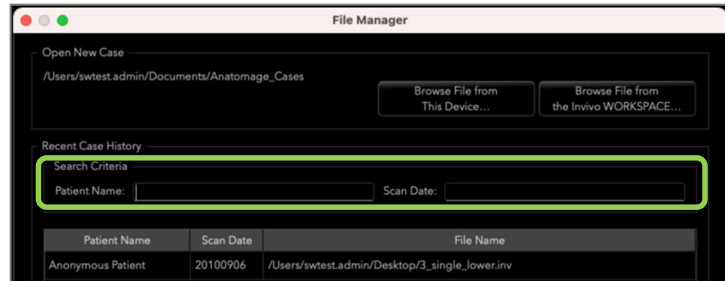 File Manager
Open New Case
/Users/swtest.admin/Documents/Anatomage_Cases
Browse File from
This Device...
Browse File from
the Invivo WORKSPACE...
Recent Case History
Search Criteria
Patient Name: Scan Date:
Patient Name Scan Date File Name
Anonymous Patient 20100906 /Users/swtest.admin/Desktop/3_single_lower.inv